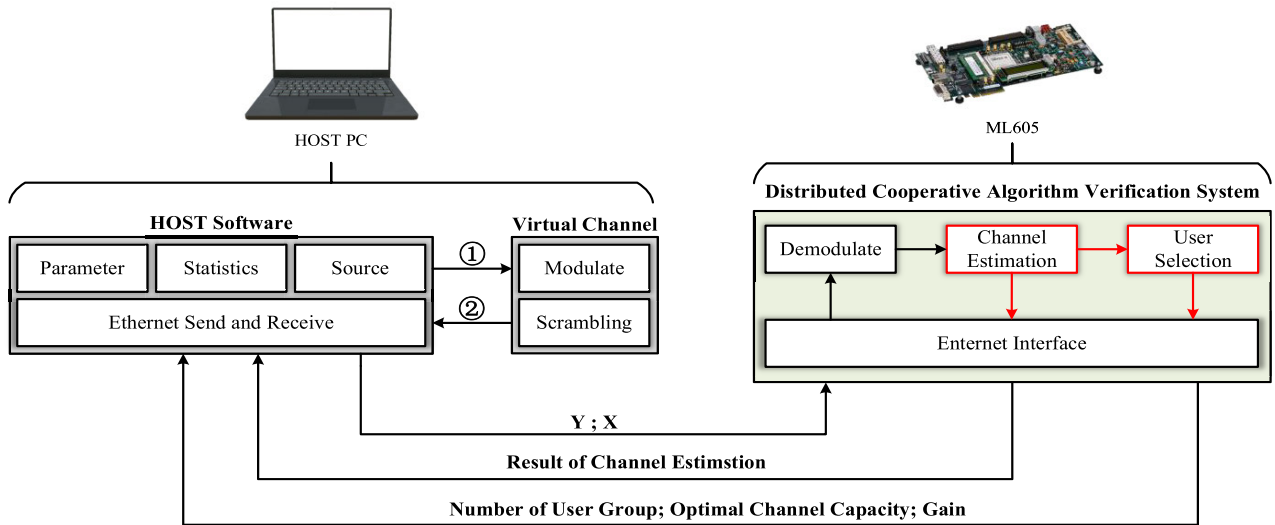 HOST PC
ML605
Distributed Cooperative Algorithm Verification System
HOST Software
Virtual Channel
Parameter
Statistics
Source
①
Modulate
Ethernet Send and Receive
②
Scrambling
Demodulate
Channel
Estimation
User
Selection
Enternet Interface
Y ; X
Result of Channel Estimstion
Number of User Group; Optimal Channel Capacity; Gain